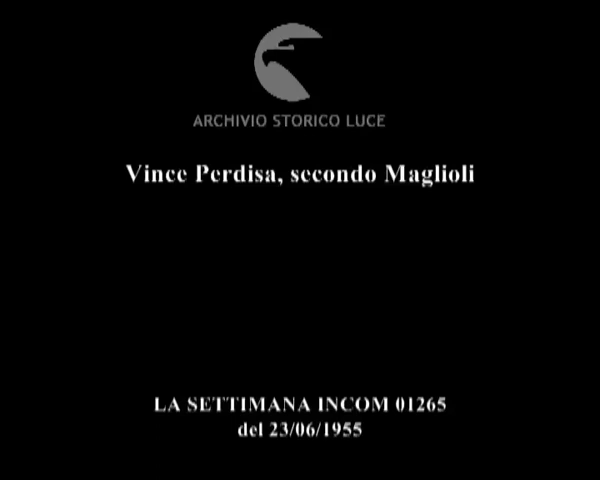 ARCHIVIO STORICO LUCE
Vince Perdisa, secondo Maglioli
LA SETTIMANA INCOM 01265
del 23/06/1955